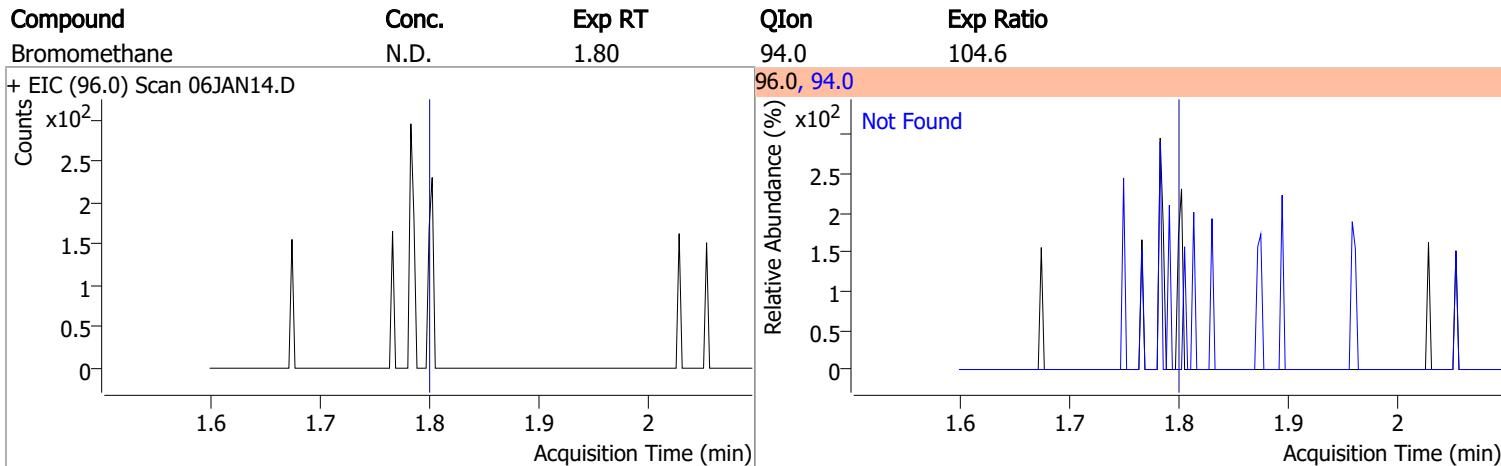 Compound Conc. Exp RT QIon Exp Ratio
Bromomethane N.D. 1.80 94.0 104.6
+ EIC (96.0) Scan 06JAN14.D
Counts
x10²
2.5
2
1.5
1
0.5
0
1.6 1.7 1.8 1.9 2
Acquisition Time (min)
96.0, 94.0
Relative Abundance (%)
x10²
Not Found
2.5
2
1.5
1
0.5
0
1.6 1.7 1.8 1.9 2
Acquisition Time (min)